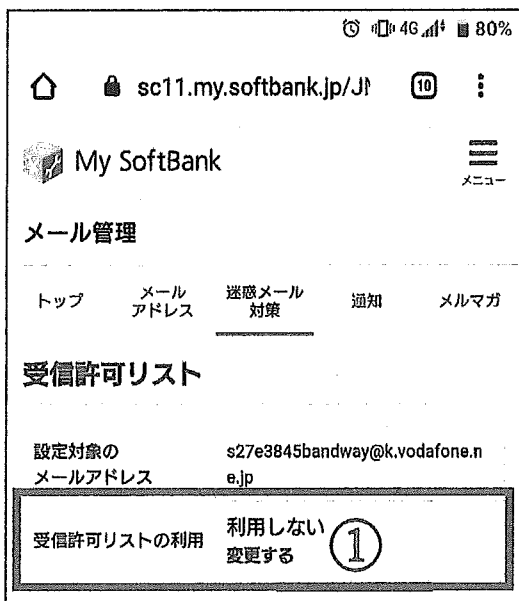 4G 80%
sc11.my.softbank.jp/JI 10
My SoftBank
メニュー
メール管理
トップ メール
アドレス 迷惑メール
対策 通知 メルマガ
受信許可リスト
設定対象の
メールアドレス s27e3845bandway@k.vodafone.n
e.jp
受信許可リストの利用 利用しない
変更する ①